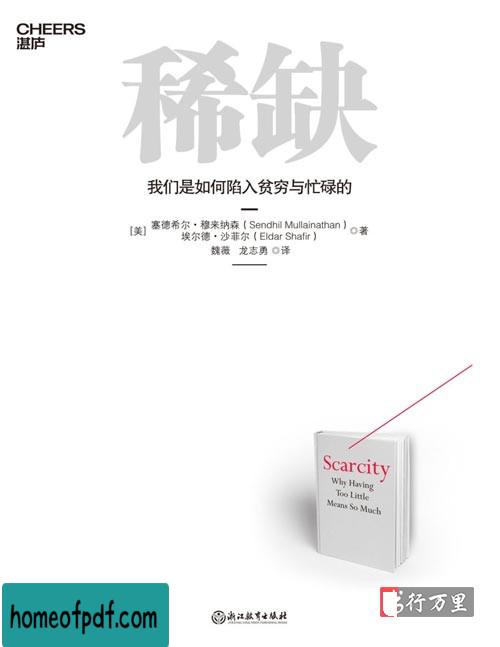 CHEERS
湛庐
稀缺
我们是如何陷入贫穷与忙碌的
[美] 塞德希尔·穆来纳森（Sendhil Mullainathan）
埃尔德·沙菲尔（Eldar Shafir） ◎著
魏薇 龙志勇 ◎译
Scarcity
Why Having
Too Little
Means So Much
homeofpdf.com
浙江教育出版社
书行万里